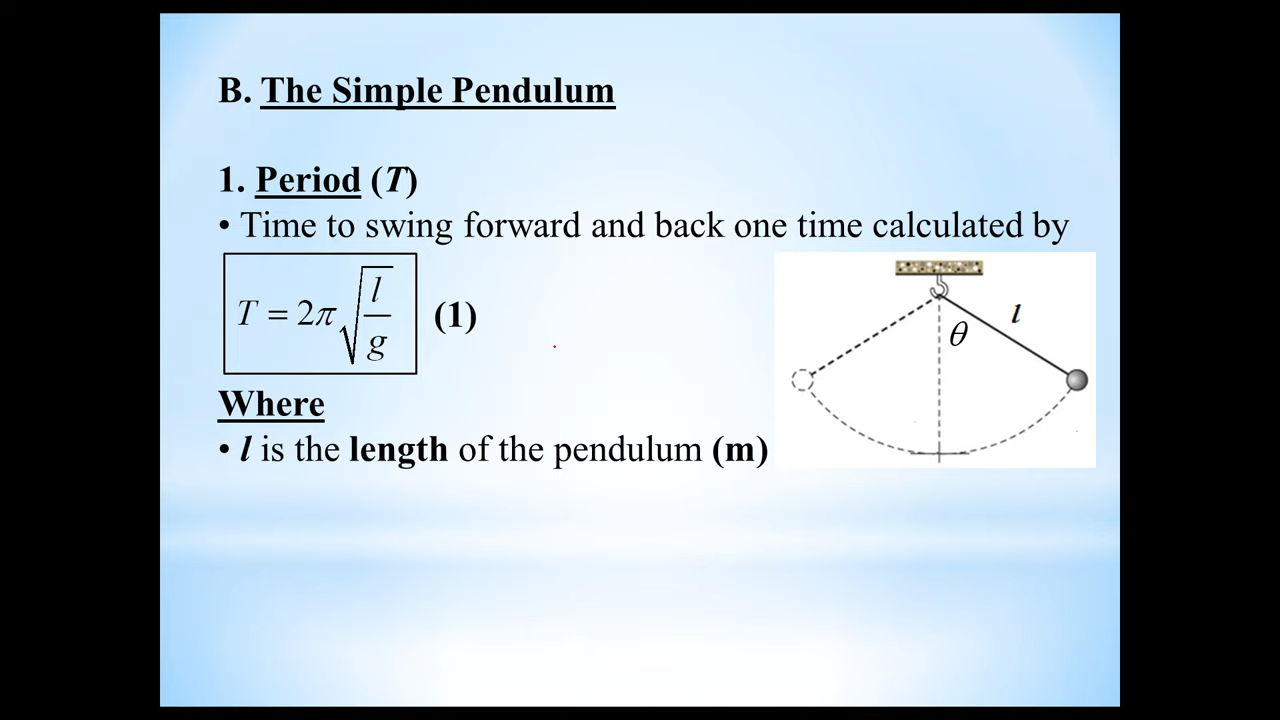 B. The Simple Pendulum
1. Period (T)
• Time to swing forward and back one time calculated by
T = 2π√(l/g) (1)
l
θ
Where
• l is the length of the pendulum (m)